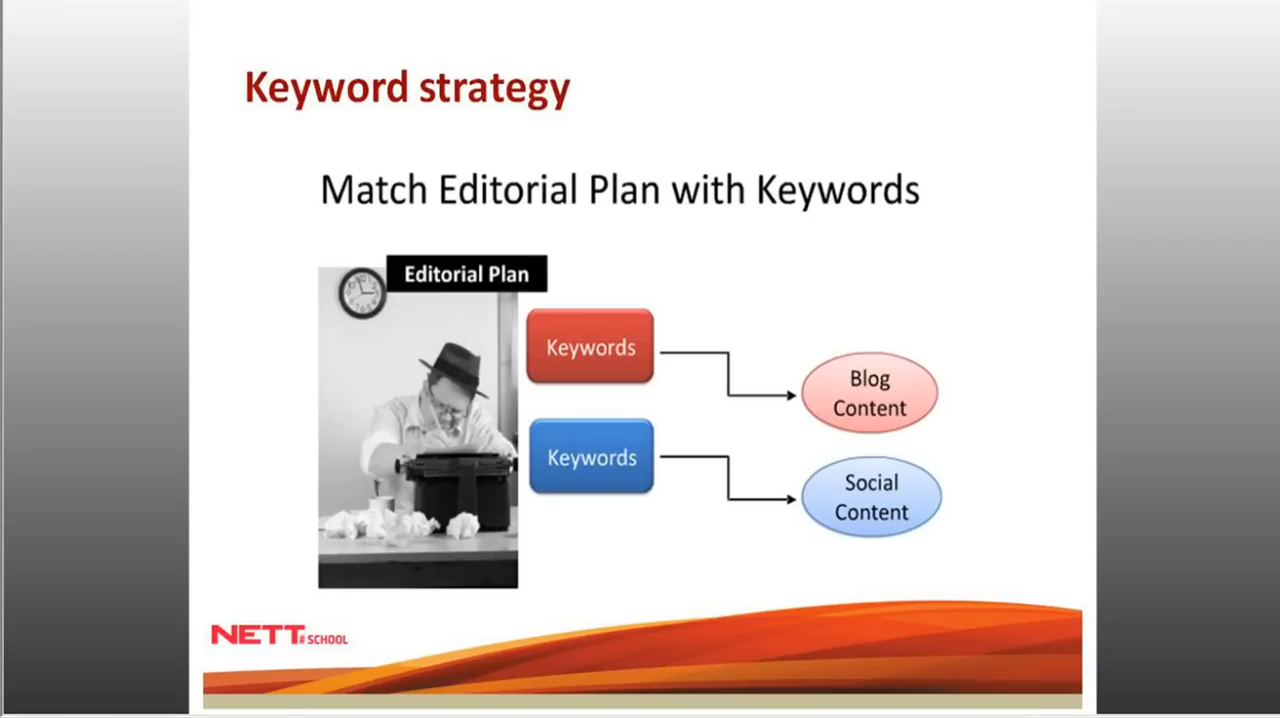 Keyword strategy
Match Editorial Plan with Keywords
Editorial Plan
Keywords
Blog
Content
Keywords
Social
Content
NETT#SCHOOL